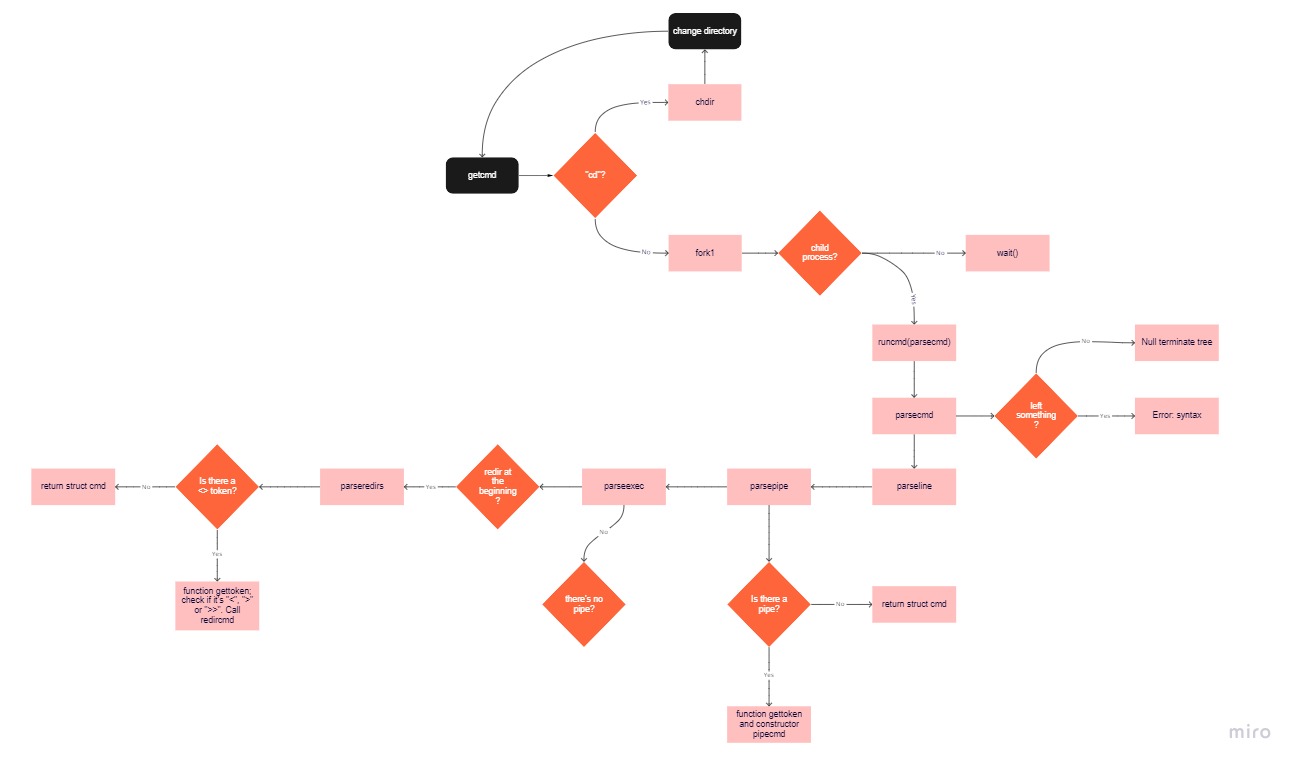 change directory
Yes
chdir
getcmd
"cd"?
No
fork1
child
process?
No
wait()
Yes
runcmd(parsecmd)
No
Null terminate tree
parsecmd
left
something
?
Yes
Error: syntax
return struct cmd
No
Is there a
<> token?
parseredirs
Yes
redir at
the
beginning
?
parseexec
parsepipe
parseline
No
Yes
function gettoken;
check if it's "<", ">"
or ">>". Call
redircmd
there's no
pipe?
Is there a
pipe?
No
return struct cmd
Yes
function gettoken
and constructor
pipecmd
miro